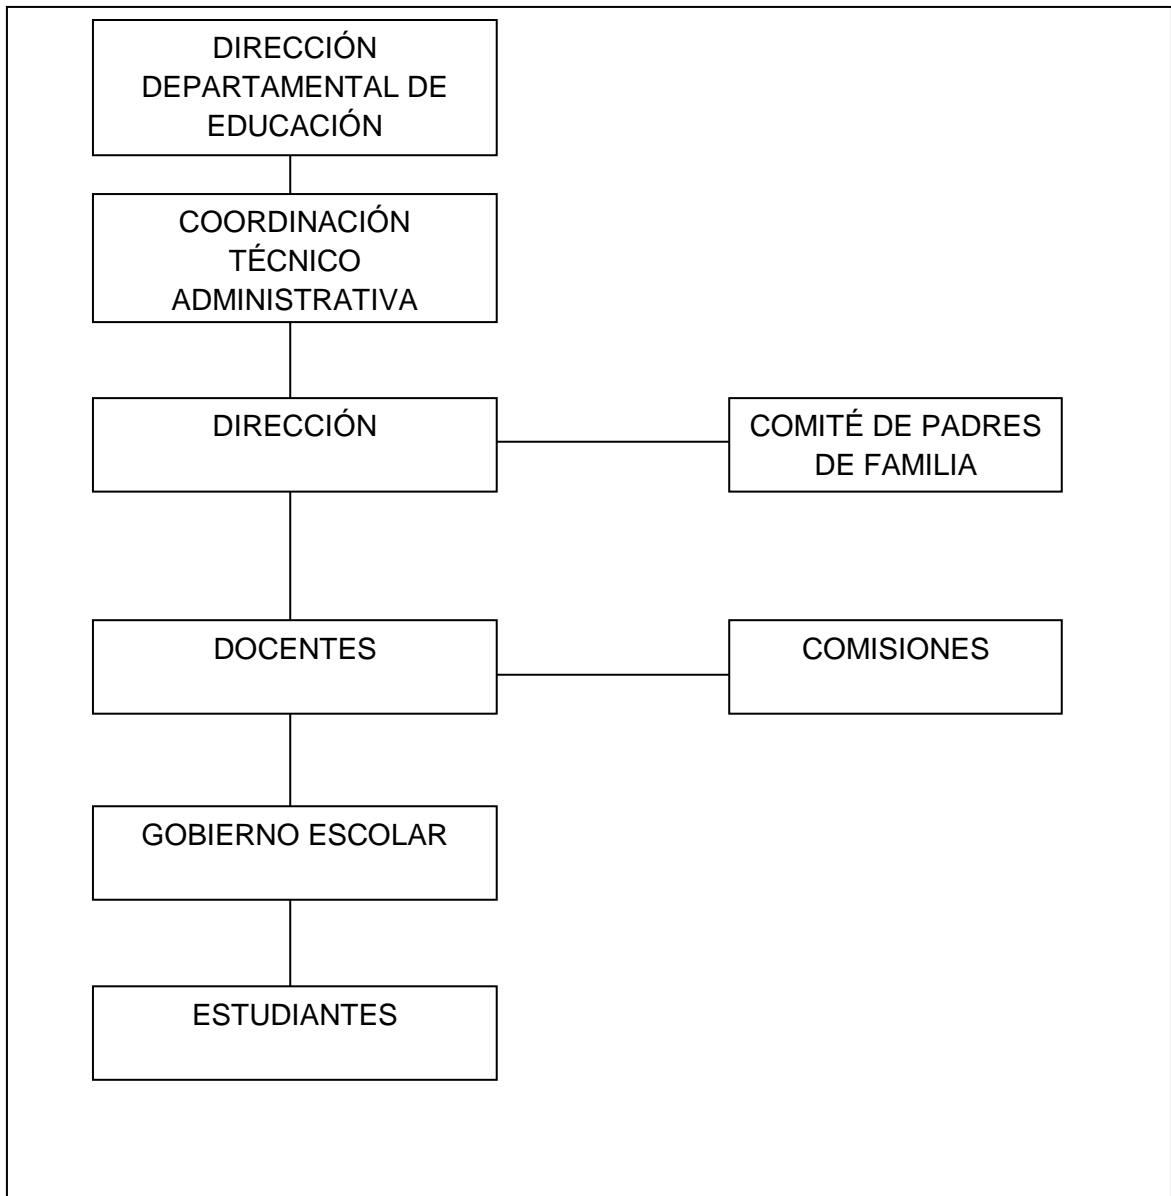 DIRECCIÓN
DEPARTAMENTAL DE
EDUCACIÓN
COORDINACIÓN
TÉCNICO
ADMINISTRATIVA
DIRECCIÓN
COMITÉ DE PADRES
DE FAMILIA
DOCENTES
COMISIONES
GOBIERNO ESCOLAR
ESTUDIANTES